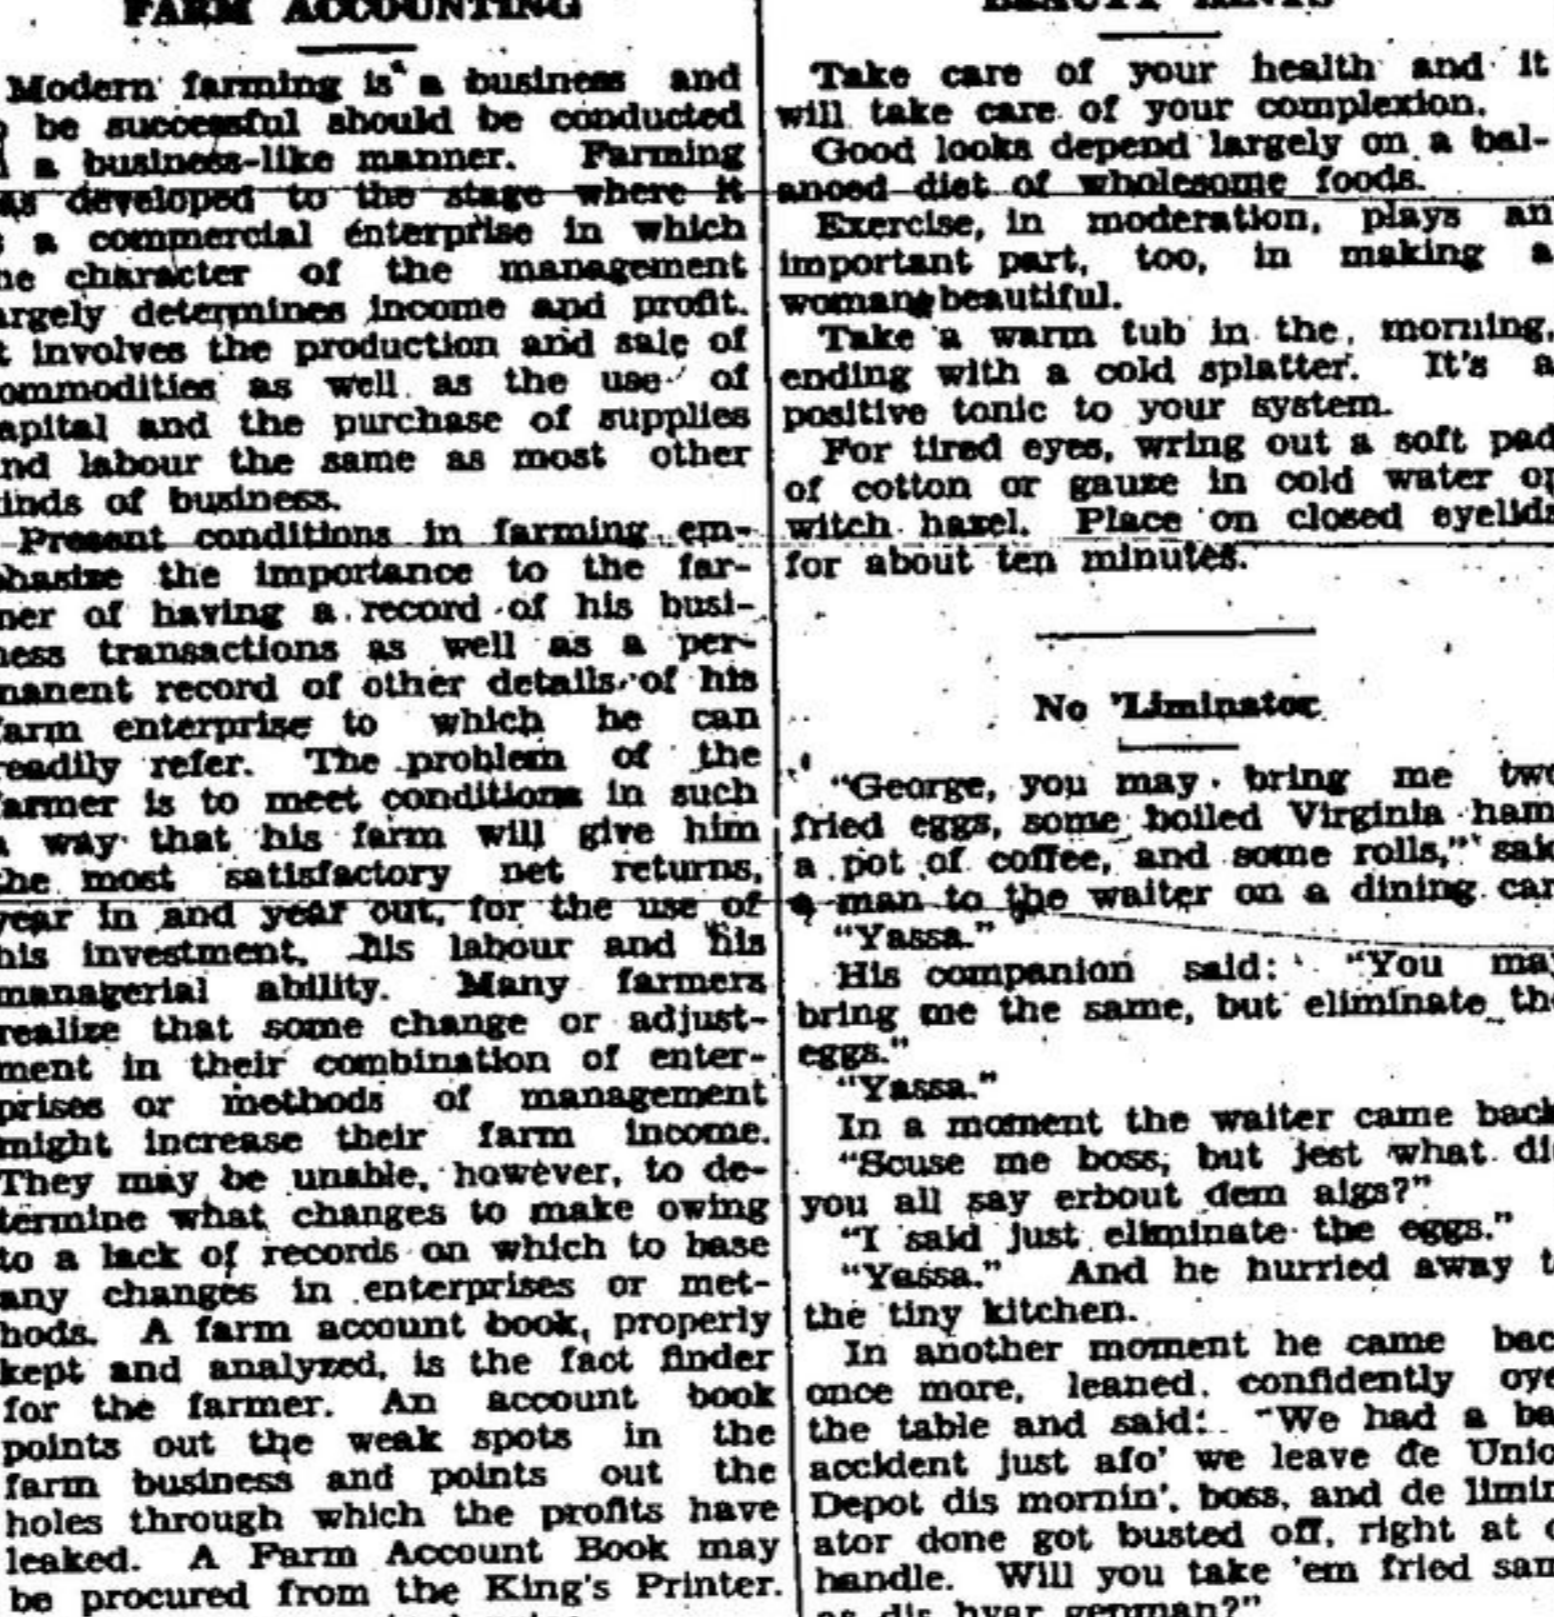 FARM ACCOUNTING
Modern farming is a business and
be successful should be conducted
a business-like manner. Farming
as developed to the stage where it
a commercial enterprise in which
he character of the management
argely determines income and profit.
t involves the production and sale of
ommodities as well as the use of
apital and the purchase of supplies
nd labour the same as most other
inds of business.
Present conditions in farming em-
hasize the importance to the far-
mer of having a record of his busi-
ness transactions as well as a per-
manent record of other details of his
farm enterprise to which he can
readily refer. The problem of the
farmer is to meet conditions in such
a way that his farm will give him
the most satisfactory net returns,
year in and year out, for the use of
his investment, his labour and his
managerial ability. Many farmers
realize that some change or adjust-
ment in their combination of enter-
prises or methods of management
might increase their farm income.
They may be unable, however, to de-
termine what changes to make owing
to a lack of records on which to base
any changes in enterprises or met-
hods. A farm account book, properly
kept and analyzed, is the fact finder
for the farmer. An account book
points out the weak spots in the
farm business and points out the
holes through which the profits have
leaked. A Farm Account Book may
be procured from the King's Printer.
BEAUTY HINTS
Take care of your health and it
will take care of your complexion.
Good looks depend largely on a bal-
anced diet of wholesome foods.
Exercise, in moderation, plays an
important part, too, in making a
woman beautiful.
Take a warm tub in the morning,
ending with a cold splatter. It's a
positive tonic to your system.
For tired eyes, wring out a soft pad
of cotton or gauze in cold water or
witch hazel. Place on closed eyelids
for about ten minutes.
No 'Liminator
"George, you may bring me two
fried eggs, some boiled Virginia ham
a pot of coffee, and some rolls," said
a man to the waiter on a dining car
"Yassa."
His companion said: "You may
bring me the same, but eliminate the
eggs."
"Yassa."
In a moment the waiter came back
"Scuse me boss, but jest what di
you all say erbout dem aigs?"
"I said just eliminate the eggs."
"Yassa." And he hurried away t
the tiny kitchen.
In another moment he came bac
once more, leaned confidently ove
the table and said: "We had a ba
accident just afo' we leave de Unio
Depot dis mornin', boss, and de limin
ator done got busted off, right at
handle. Will you take 'em fried sam
as dis hyar genman?"